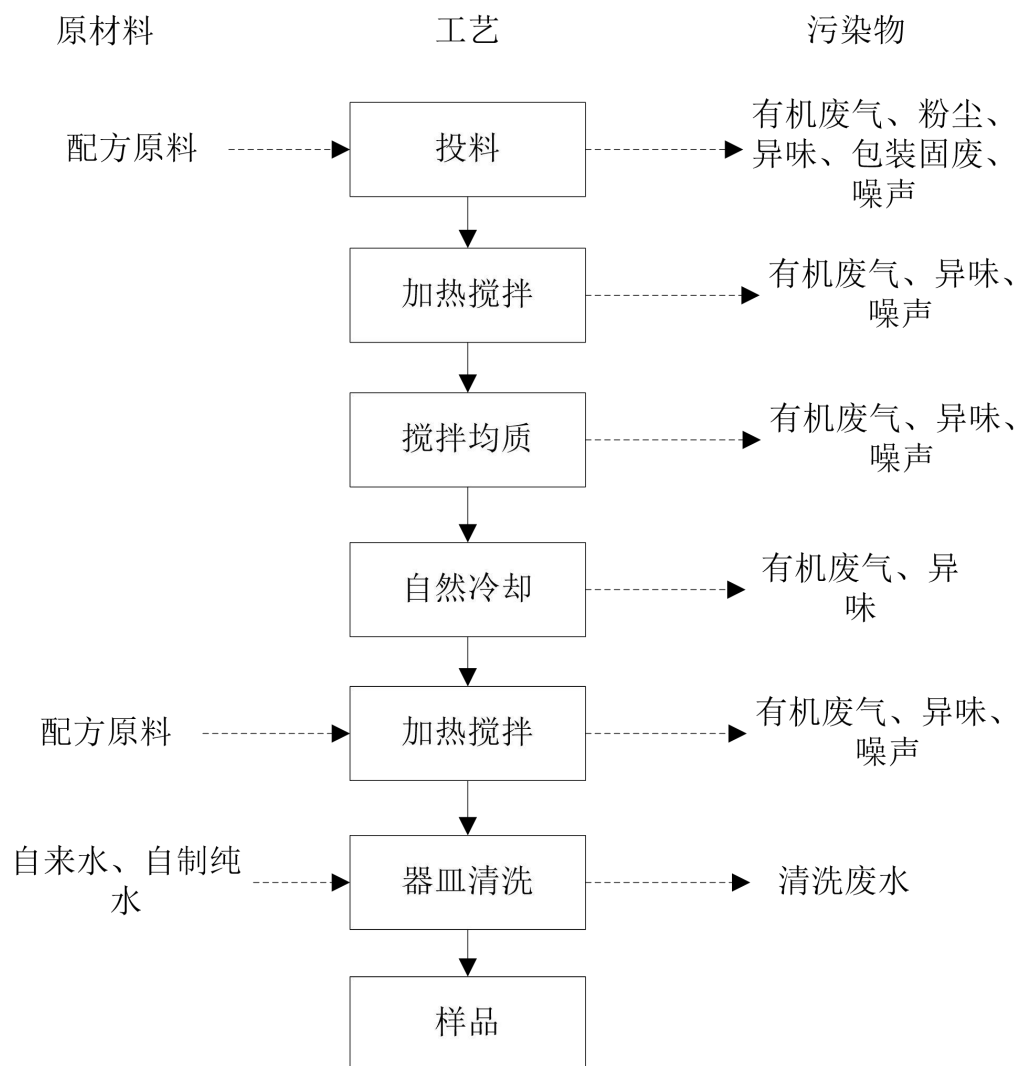 原材料
工艺
污染物
配方原料
投料
有机废气、粉尘、
异味、包装固废、
噪声
加热搅拌
有机废气、异味、
噪声
搅拌均质
有机废气、异味、
噪声
自然冷却
有机废气、异
味
配方原料
加热搅拌
有机废气、异味、
噪声
自来水、自制纯
水
器皿清洗
清洗废水
样品